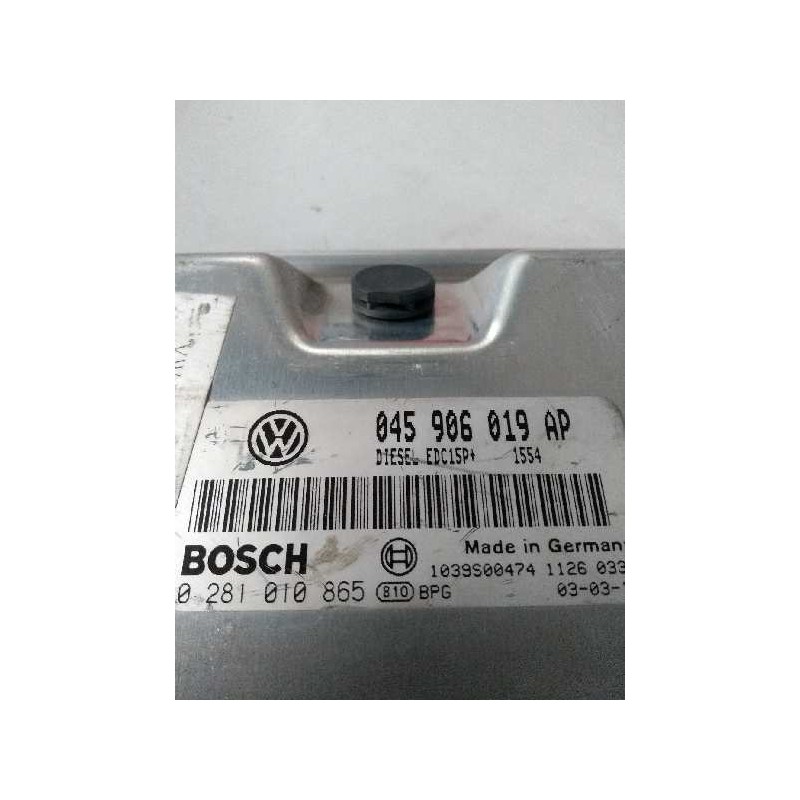 045 906 019 AP
DIESEL EDC15P+ 1554
BOSCH
Made in Germany
0 281 010 865 810 BPG
1039S00474 1126 033
03-03-